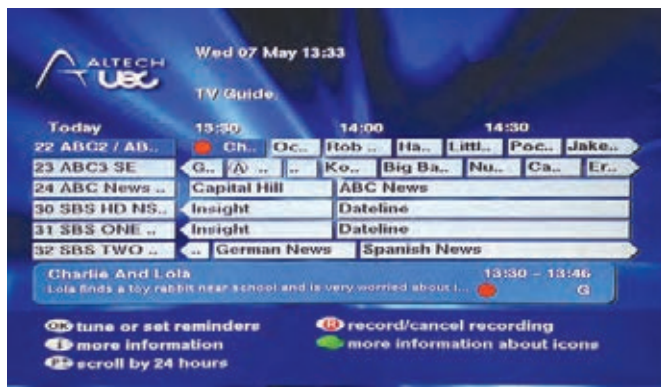 ALTECH
UEC
Wed 07 May 13:33
TV Guide
Today 13:30 14:00 14:30
22 ABC2 / AB.. Ch.. Oc.. Rob .. Ha.. Littl.. Poc.. Jake..
23 ABC3 SE G.. A .. .. Ko.. Big Ba.. Nu.. Ca.. Er..
24 ABC News .. Capital Hill ABC News
30 SBS HD NS.. Insight Dateline
31 SBS ONE .. Insight Dateline
32 SBS TWO .. .. German News Spanish News
Charlie And Lola 13:30 - 13:46
Lola finds a toy rabbit near school and is very worried about i... G
OK tune or set reminders R record/cancel recording
i more information more information about icons
P± scroll by 24 hours